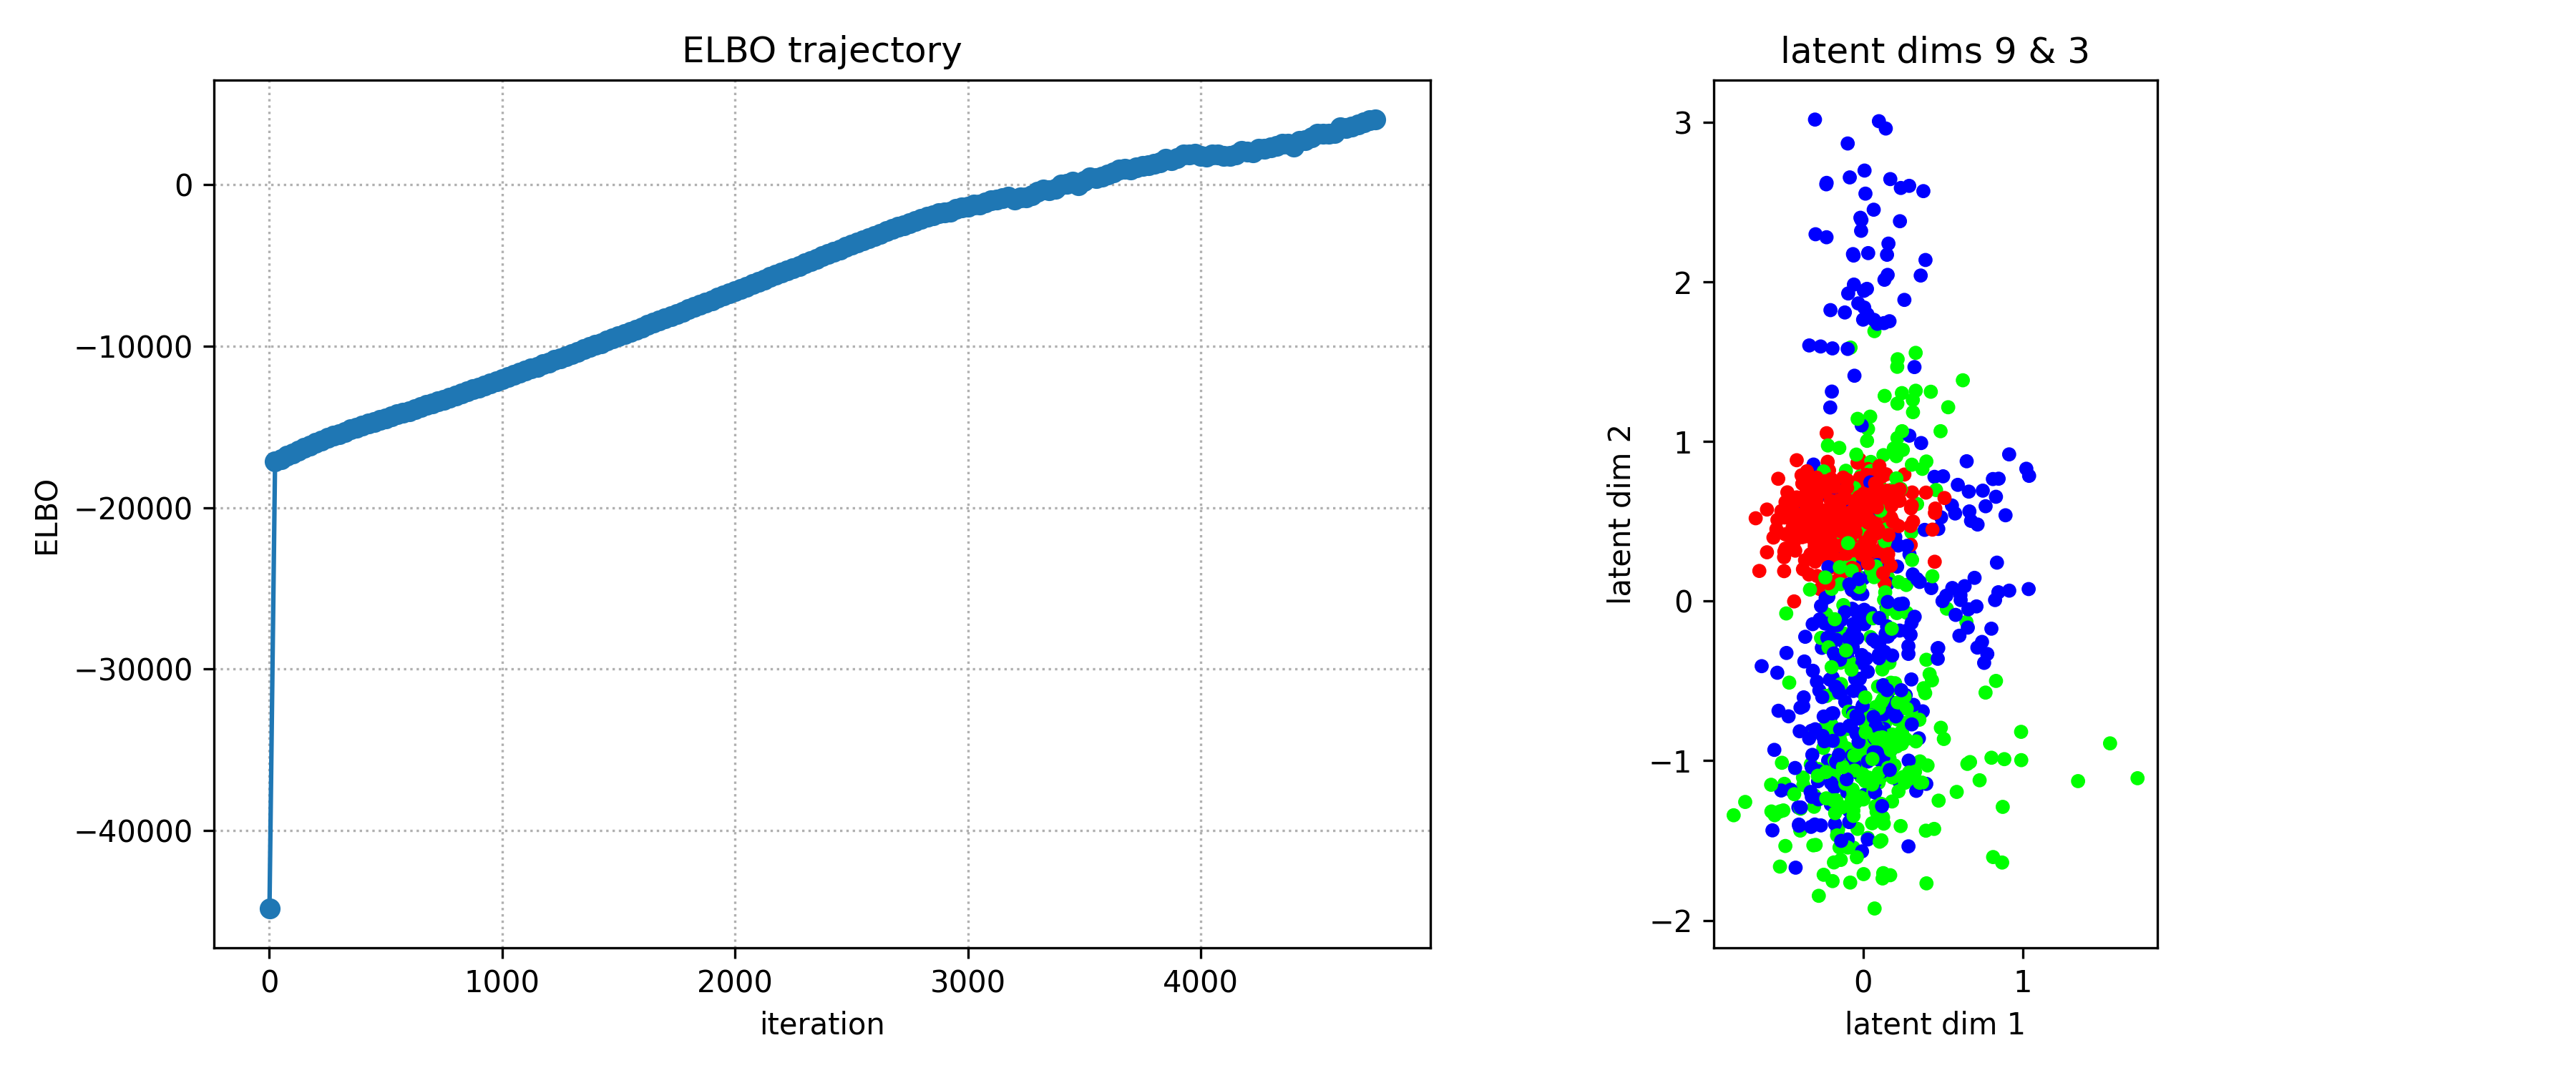 ELBO trajectory
ELBO
0
−10000
−20000
−30000
−40000
0 1000 2000 3000 4000
iteration
latent dims 9 & 3
latent dim 2
3
2
1
0
−1
−2
0 1
latent dim 1